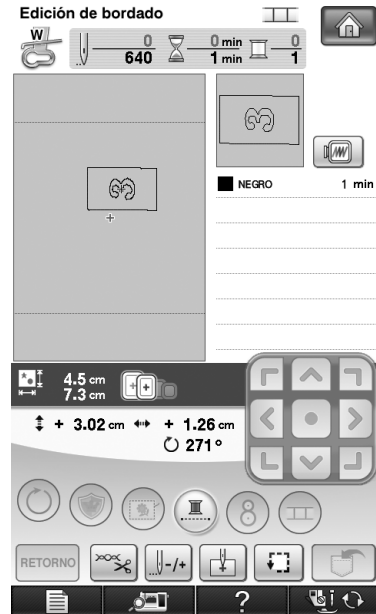 Edición de bordado
W
0 0 min 0
640 1 min 1
NEGRO 1 min
4.5 cm
7.3 cm
+ 3.02 cm + 1.26 cm
271°
RETORNO -/+
?